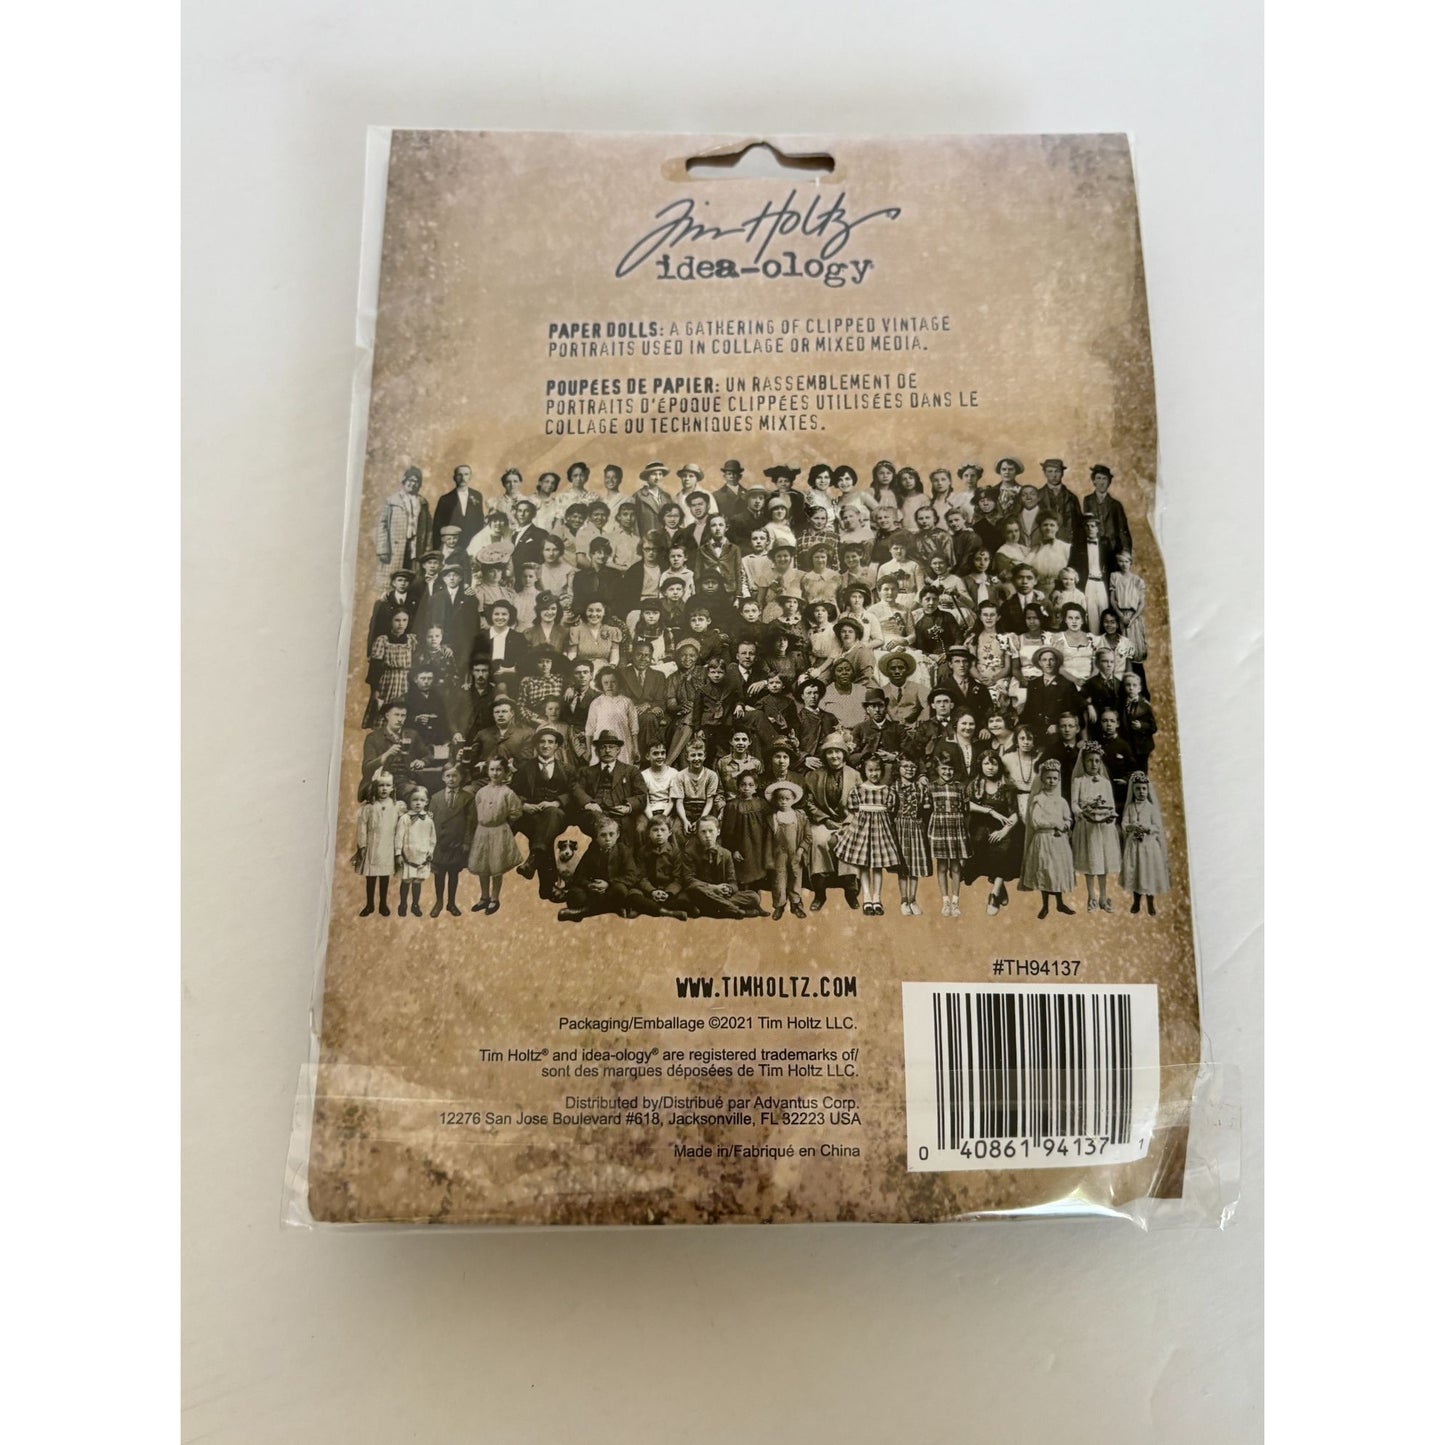 Tim Holtz
idea-ology
PAPER DOLLS: A GATHERING OF CLIPPED VINTAGE
PORTRAITS USED IN COLLAGE OR MIXED MEDIA.
POUPÉES DE PAPIER: UN RASSEMBLEMENT DE
PORTRAITS D'ÉPOQUE CLIPPÉES UTILISÉES DANS LE
COLLAGE OU TECHNIQUES MIXTES.
#TH94137
WWW.TIMHOLTZ.COM
Packaging/Emballage ©2021 Tim Holtz LLC.
Tim Holtz® and idea-ology® are registered trademarks of/
sont des marques déposées de Tim Holtz LLC.
Distributed by/Distribué par Advantus Corp.
12276 San Jose Boulevard #618, Jacksonville, FL 32223 USA
Made in/Fabriqué en China
0 40861 94137 1